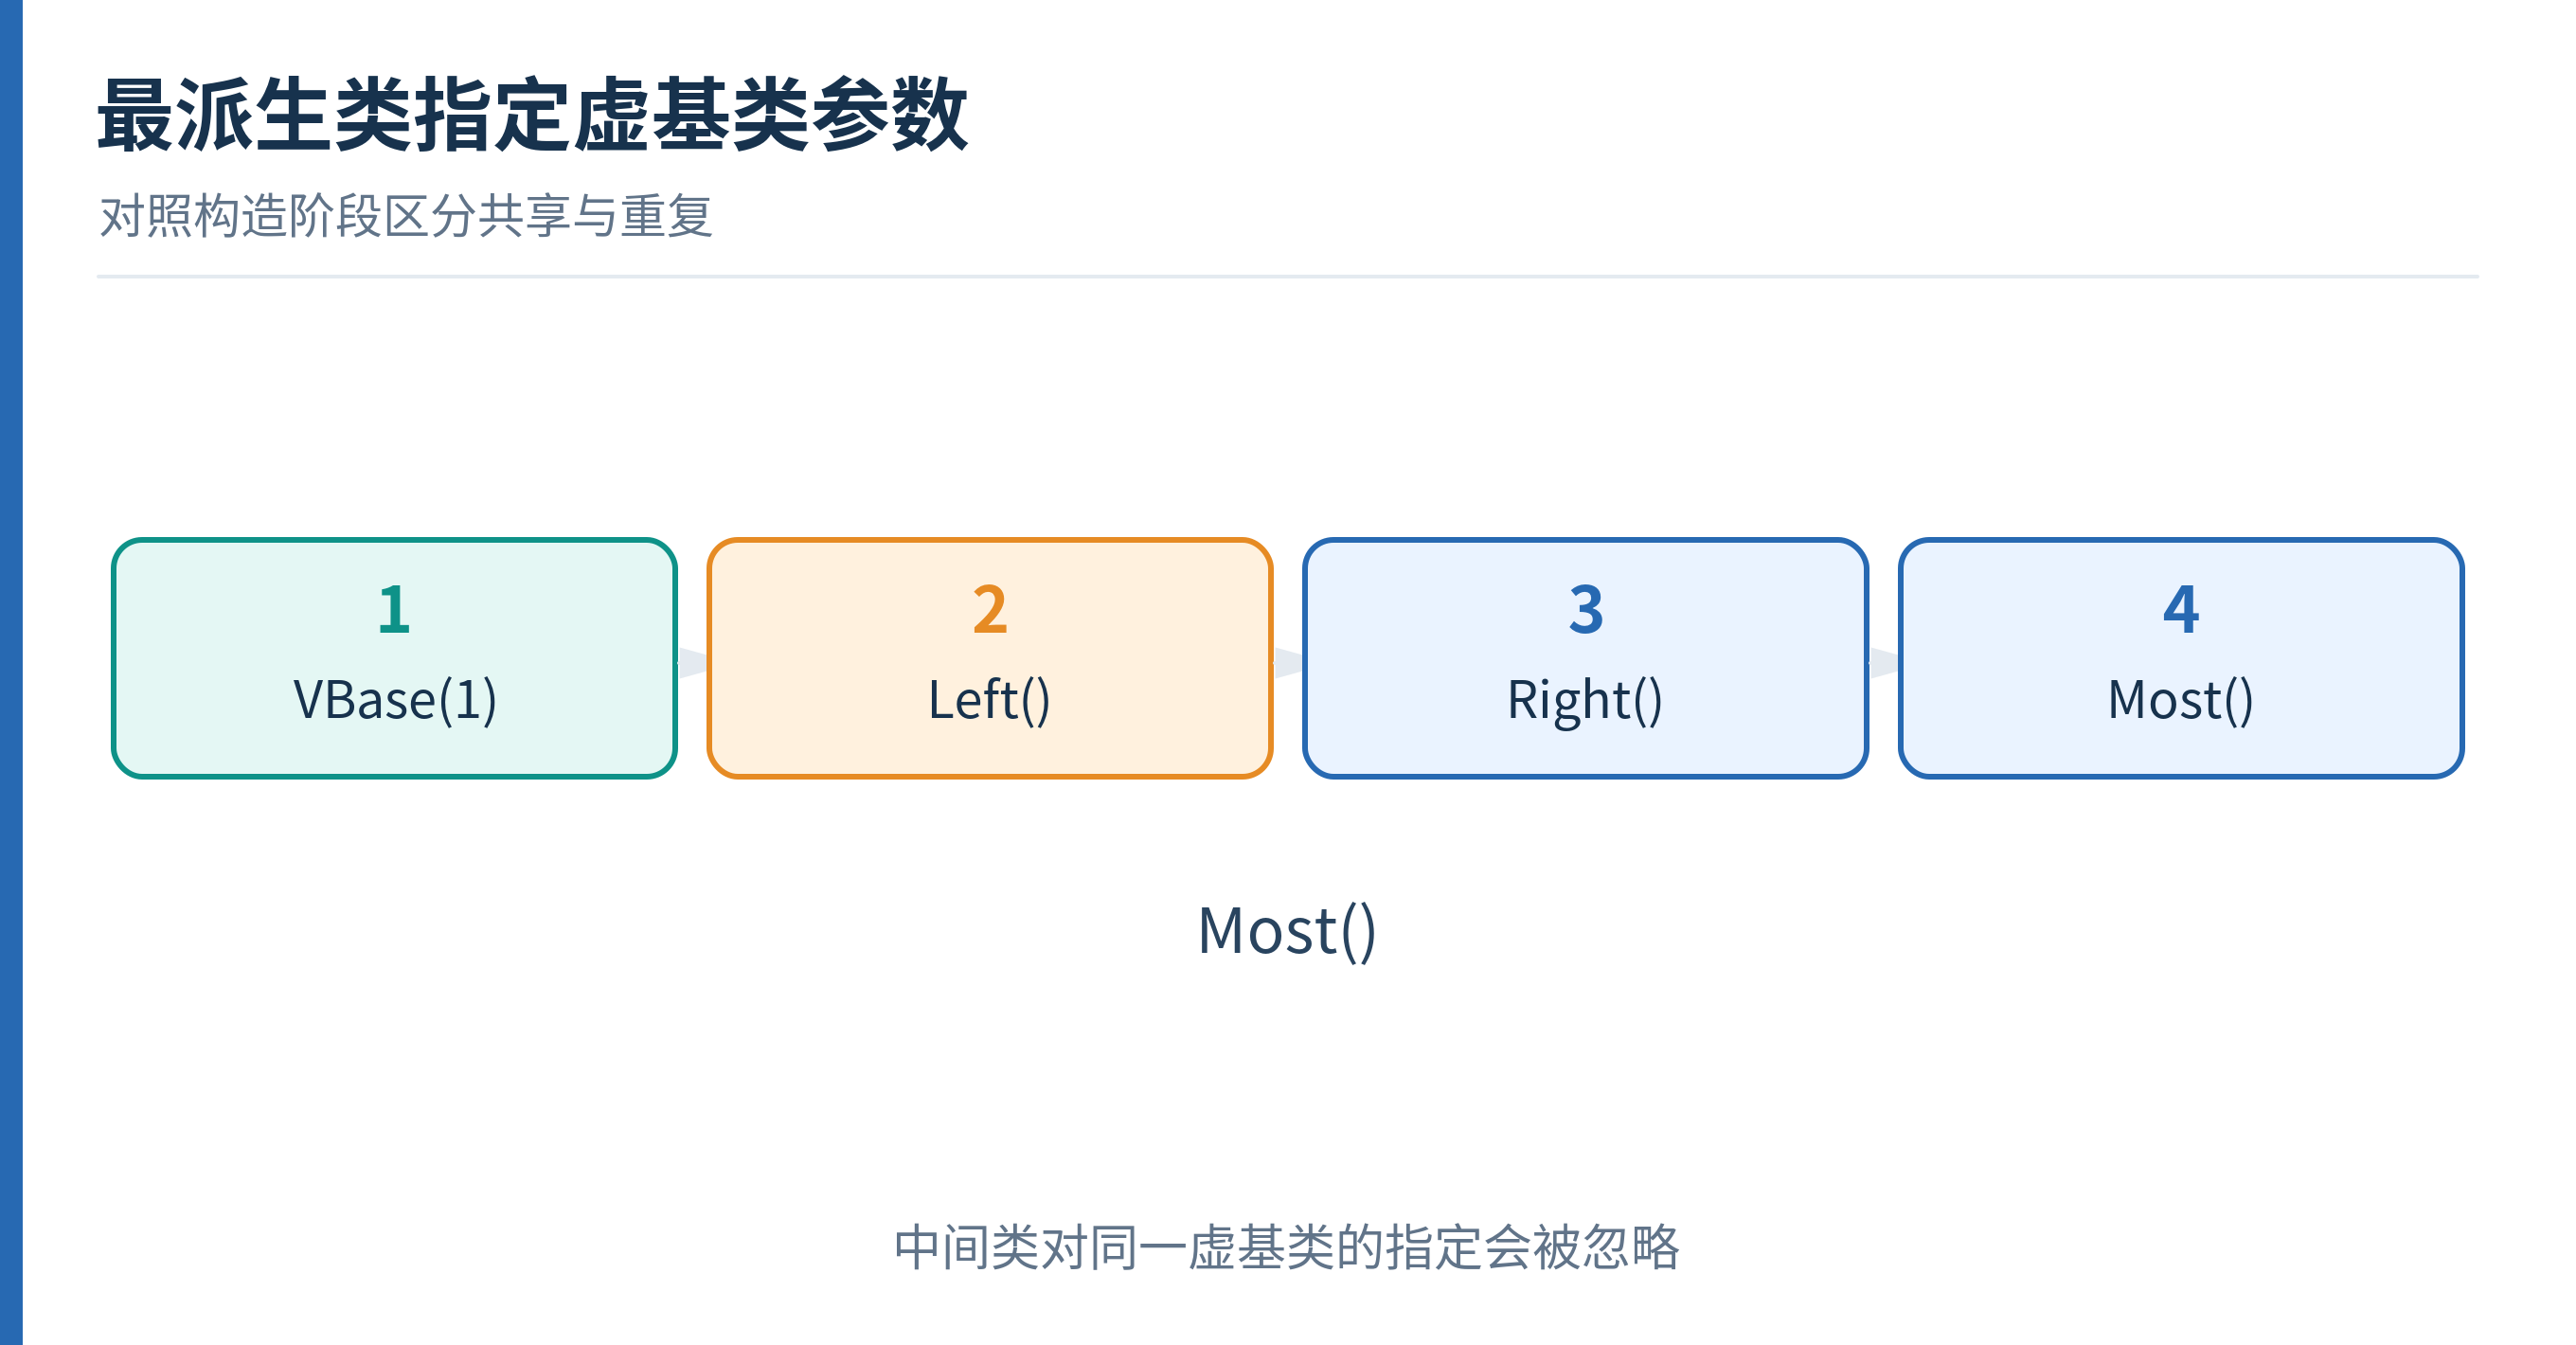 最派生类指定虚基类参数
对照构造阶段区分共享与重复
1
VBase(1)
2
Left()
3
Right()
4
Most()
Most()
中间类对同一虚基类的指定会被忽略